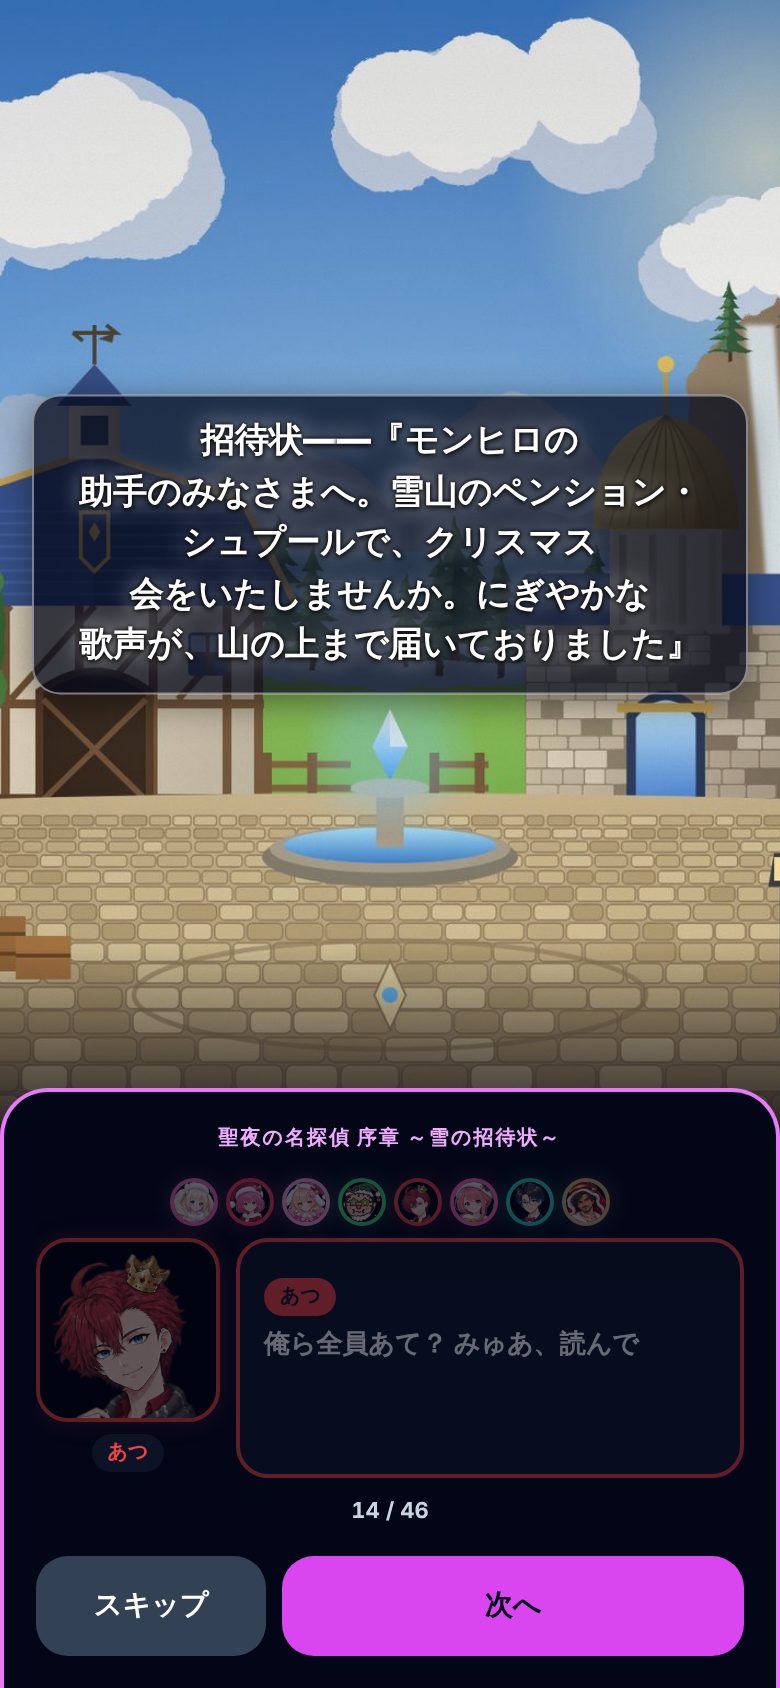 招待状――『モンヒロの
助手のみなさまへ。雪山のペンション・
シュプールで、クリスマス
会をいたしませんか。にぎやかな
歌声が、山の上まで届いておりました』
聖夜の名探偵 序章 ～雪の招待状～
あつ
俺ら全員あて？ みゅあ、読んで
あつ
14 / 46
スキップ
次へ